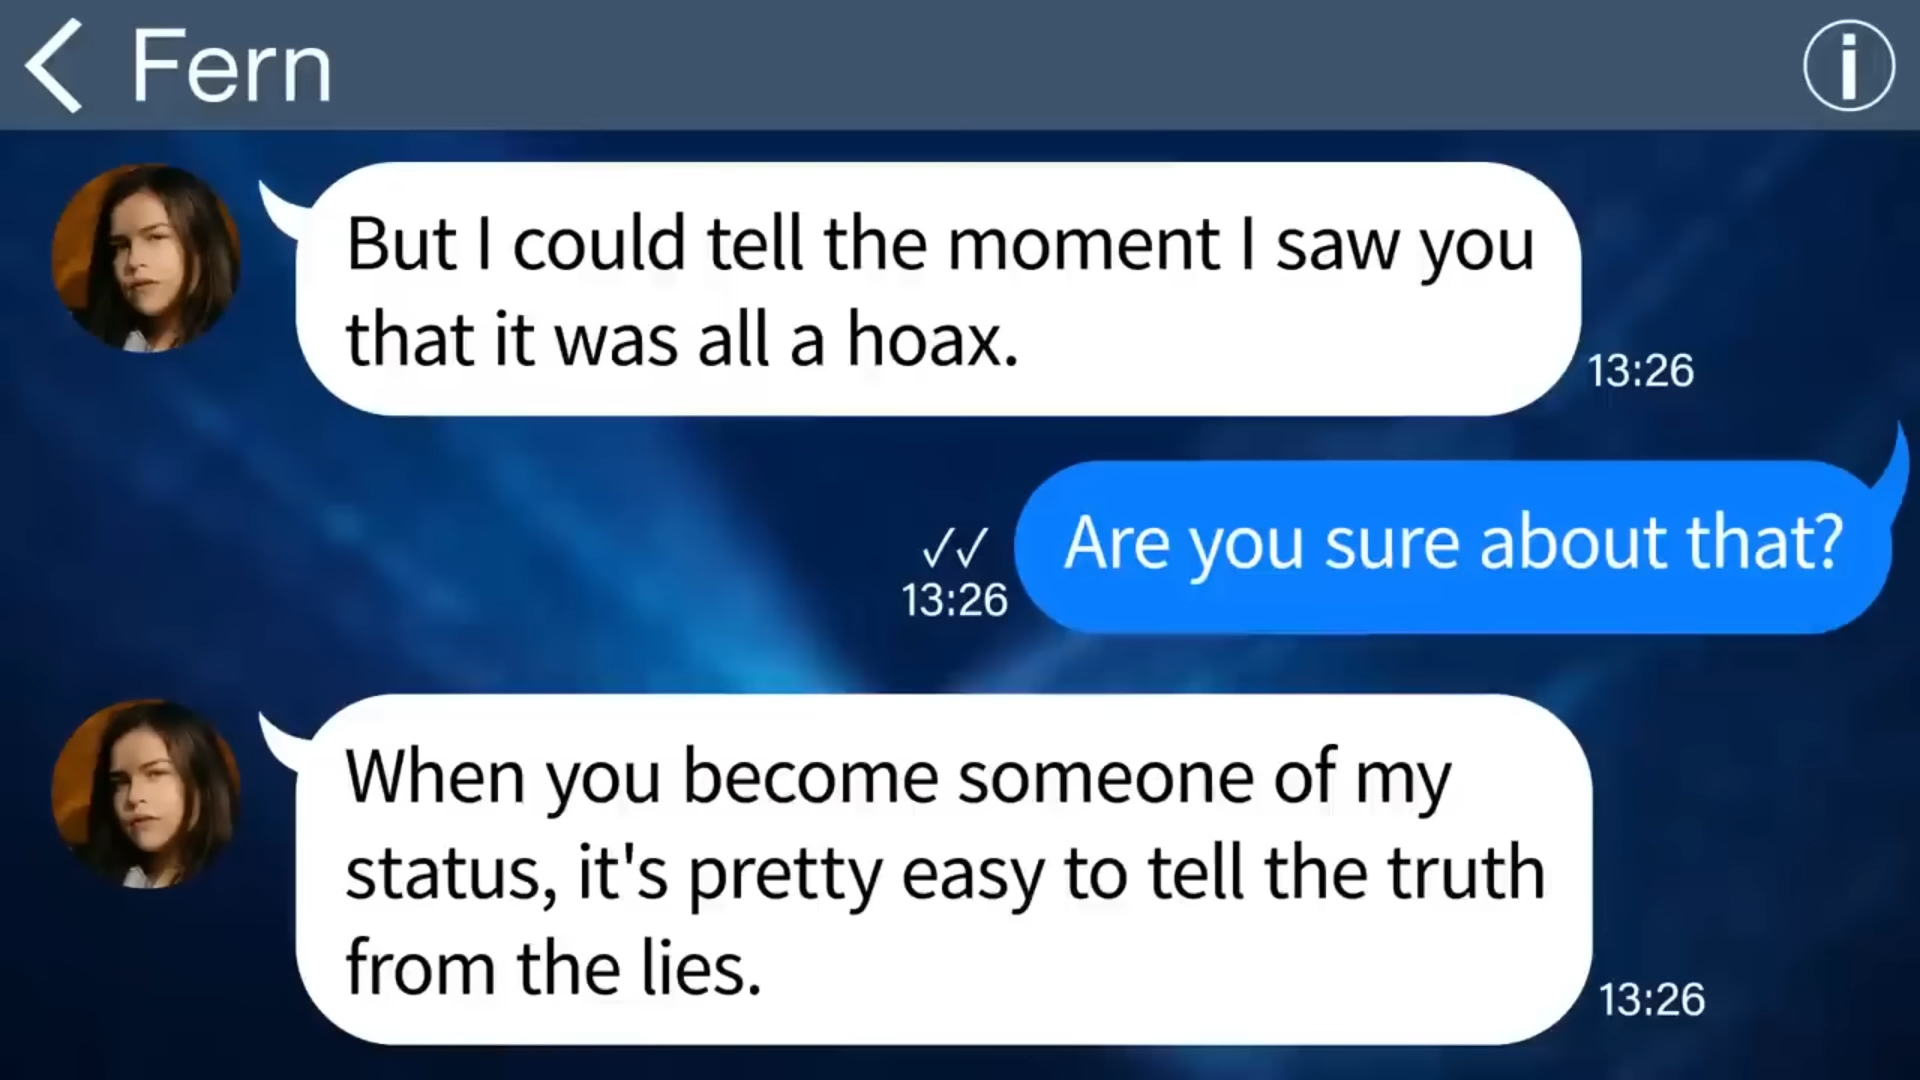 Fern
But I could tell the moment I saw you
that it was all a hoax.
13:26
Are you sure about that?
13:26
When you become someone of my
status, it's pretty easy to tell the truth
from the lies.
13:26